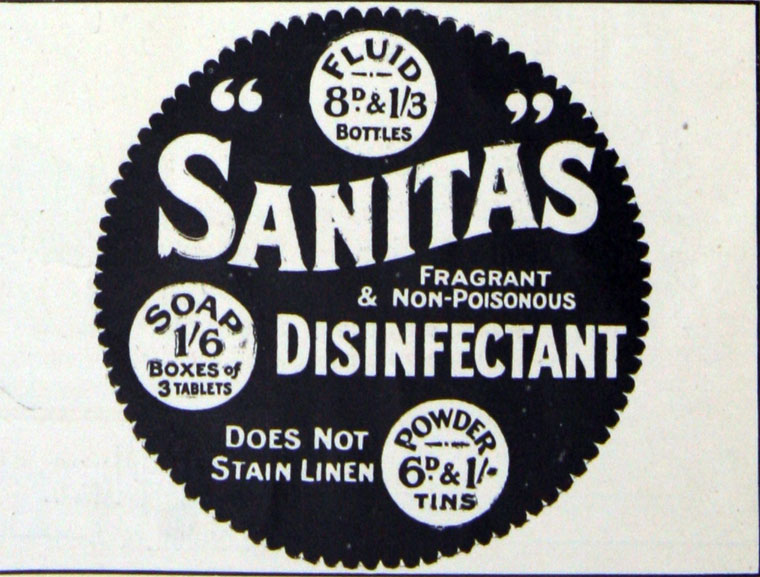 FLUID
8D. & 1/3
BOTTLES
“SANITAS”
FRAGRANT
& NON-POISONOUS
DISINFECTANT
SOAP
1/6
BOXES of
3 TABLETS
DOES NOT
STAIN LINEN
POWDER
6D. & 1/-
TINS